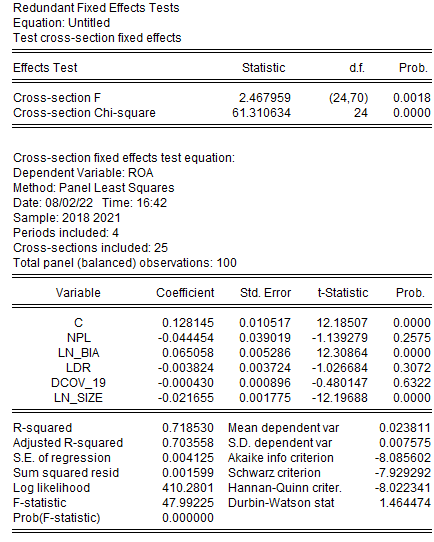 Redundant Fixed Effects Tests
Equation: Untitled
Test cross-section fixed effects
Effects Test Statistic d.f. Prob.
Cross-section F 2.467959 (24,70) 0.0018
Cross-section Chi-square 61.310634 24 0.0000
Cross-section fixed effects test equation:
Dependent Variable: ROA
Method: Panel Least Squares
Date: 08/02/22 Time: 16:42
Sample: 2018 2021
Periods included: 4
Cross-sections included: 25
Total panel (balanced) observations: 100
Variable Coefficient Std. Error t-Statistic Prob.
C 0.128145 0.010517 12.18507 0.0000
NPL -0.044454 0.039019 -1.139279 0.2575
LN_BIA 0.065058 0.005286 12.30864 0.0000
LDR -0.003824 0.003724 -1.026684 0.3072
DCOV_19 -0.000430 0.000896 -0.480147 0.6322
LN_SIZE -0.021655 0.001775 -12.19688 0.0000
R-squared 0.718530 Mean dependent var 0.023811
Adjusted R-squared 0.703558 S.D. dependent var 0.007575
S.E. of regression 0.004125 Akaike info criterion -8.085602
Sum squared resid 0.001599 Schwarz criterion -7.929292
Log likelihood 410.2801 Hannan-Quinn criter. -8.022341
F-statistic 47.99225 Durbin-Watson stat 1.464474
Prob(F-statistic) 0.000000